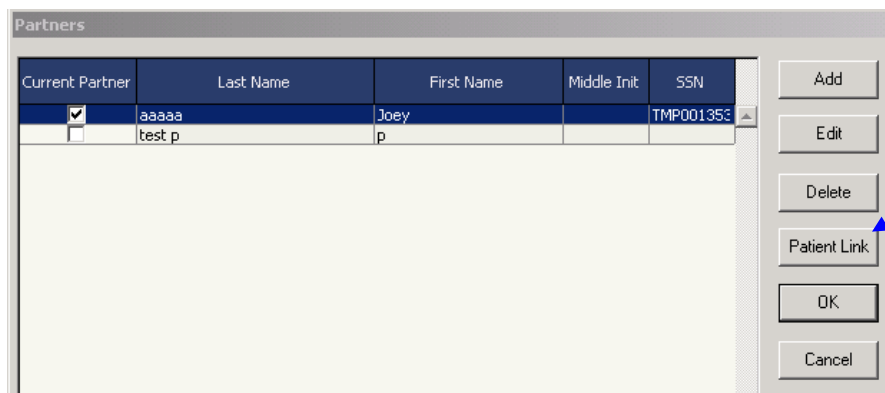 Partners
Current Partner Last Name First Name Middle Init SSN
aaaaa Joey TMP001353
test p p
Add
Edit
Delete
Patient Link
OK
Cancel